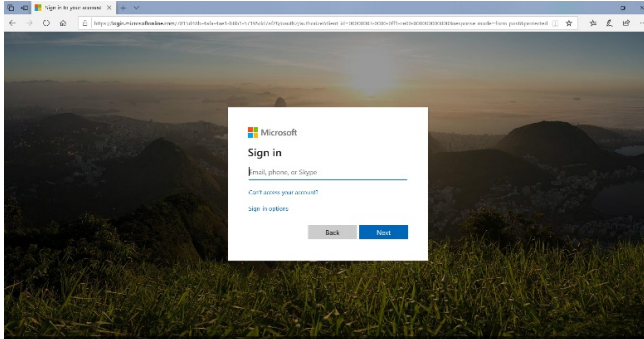 Sign in to your account
Microsoft
Sign in
Email, phone, or Skype
Can't access your account?
Sign-in options
Back
Next